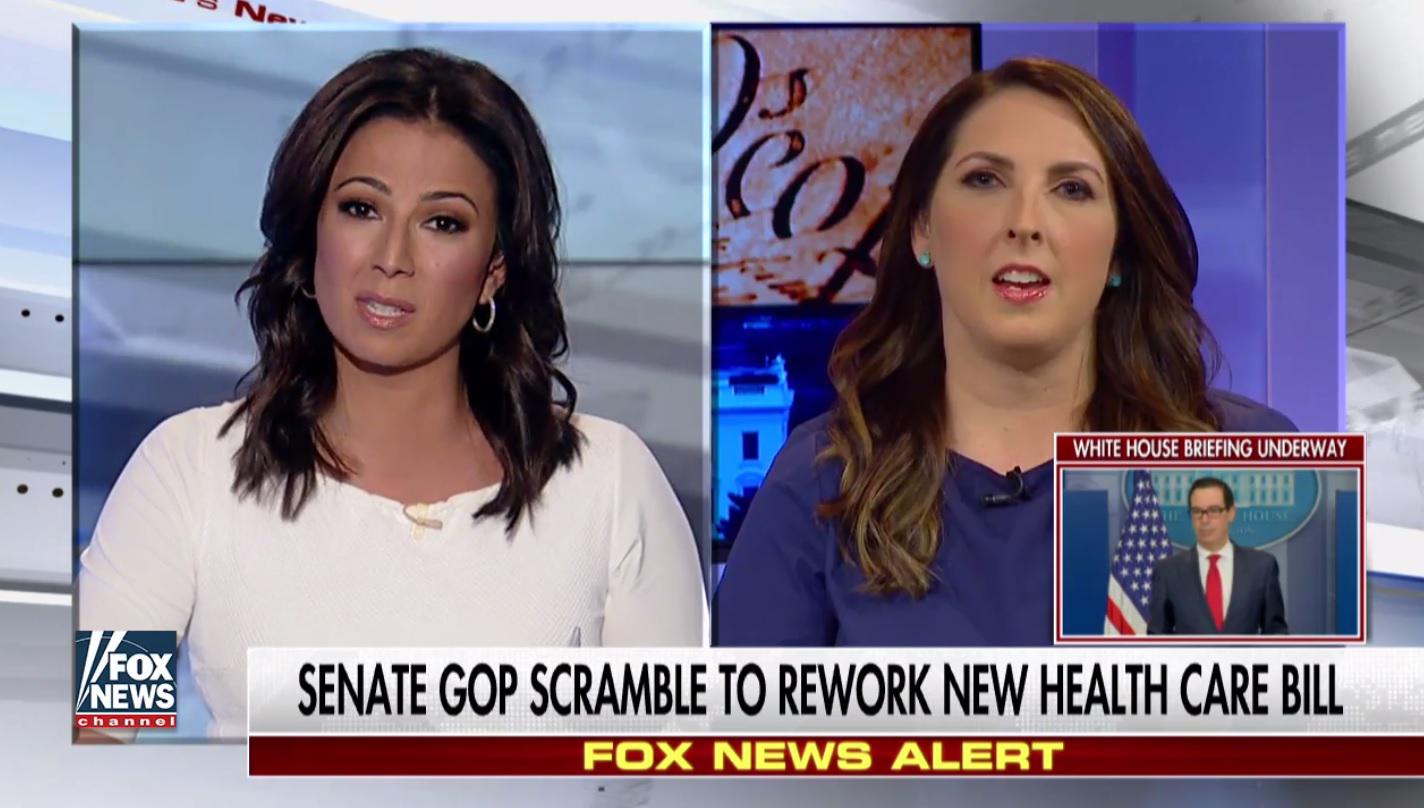 WHITE HOUSE BRIEFING UNDERWAY
FOX
NEWS
channel
SENATE GOP SCRAMBLE TO REWORK NEW HEALTH CARE BILL
FOX NEWS ALERT